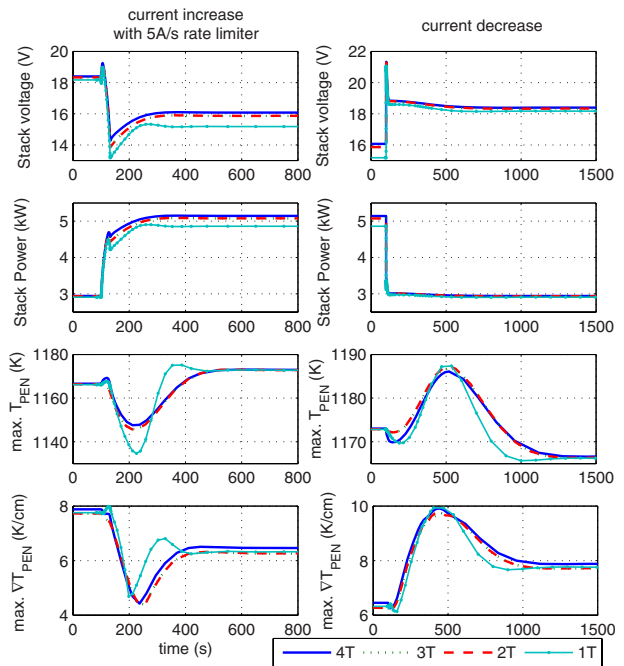 current increase
with 5A/s rate limiter
current decrease
Stack voltage (V)
20
18
16
14
12
0 200 400 600 800
Stack voltage (V)
22
20
18
16
0 500 1000 1500
Stack Power (kW)
5
4
3
0 200 400 600 800
Stack Power (kW)
5
4
3
0 500 1000 1500
max. T_PEN (K)
1180
1160
1140
0 200 400 600 800
max. T_PEN (K)
1190
1180
1170
0 500 1000 1500
max. ∇T_PEN (K/cm)
8
6
4
0 200 400 600 800
time (s)
max. ∇T_PEN (K/cm)
10
8
6
0 500 1000 1500
4T 3T 2T 1T